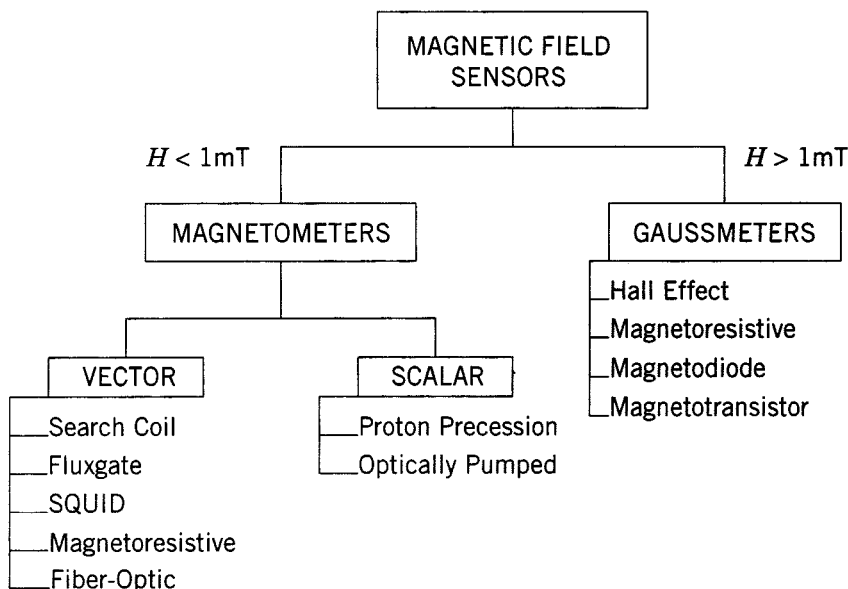 MAGNETIC FIELD
SENSORS
H < 1mT
H > 1mT
MAGNETOMETERS
GAUSSMETERS
Hall Effect
Magnetoresistive
Magnetodiode
Magnetotransistor
VECTOR
Search Coil
Fluxgate
SQUID
Magnetoresistive
Fiber-Optic
SCALAR
Proton Precession
Optically Pumped